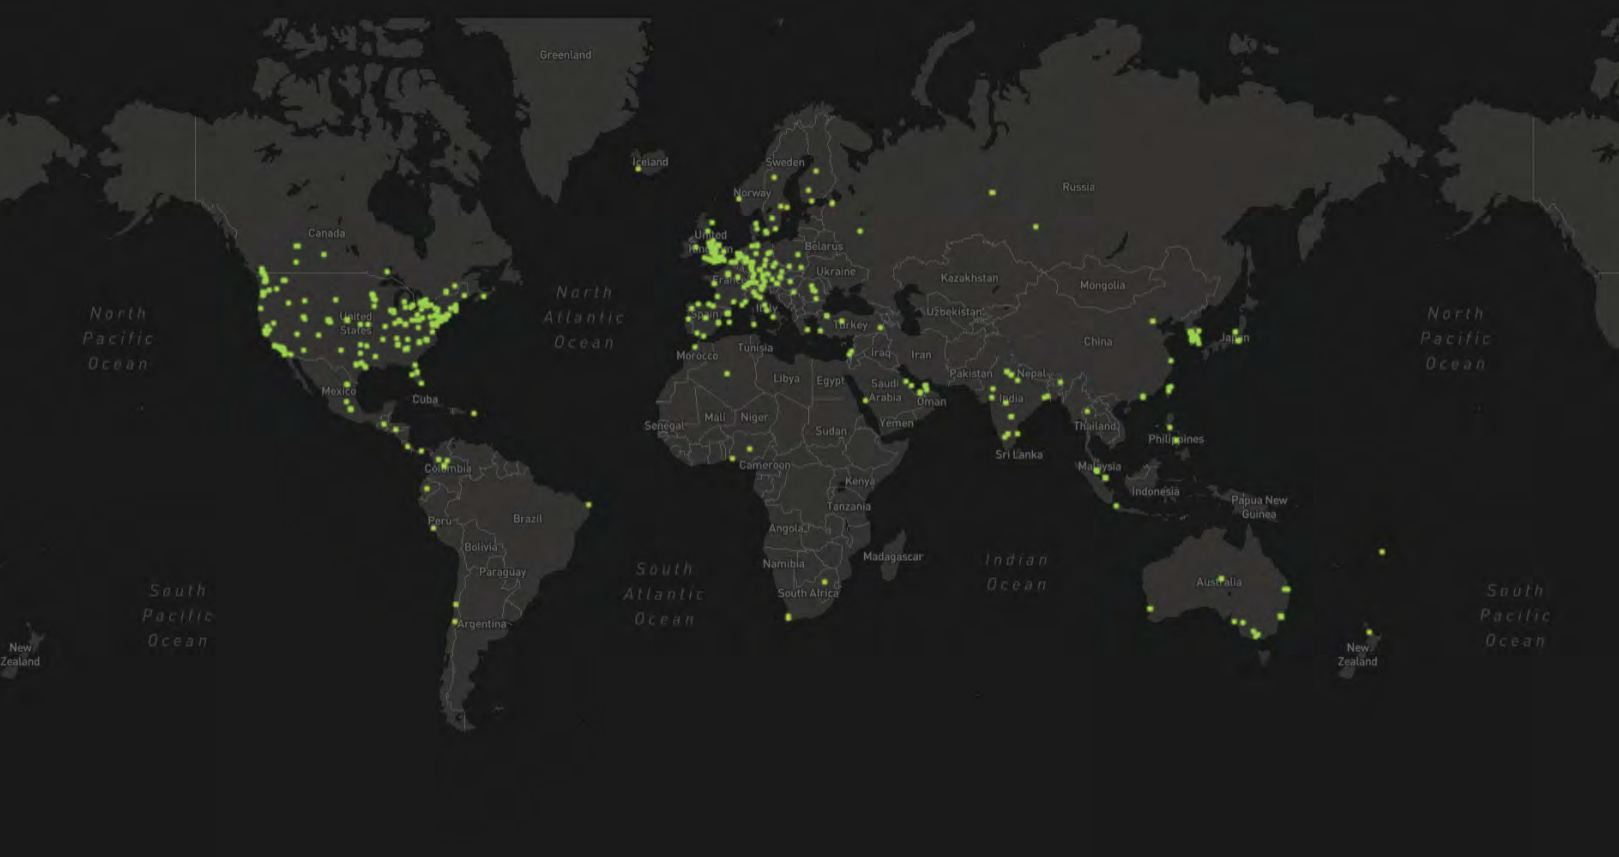 Greenland
Iceland
Sweden
Norway
Russia
Canada
United
Kingdom
Belarus
Ukraine
France
Kazakhstan
Mongolia
North
Pacific
Ocean
North
Atlantic
Ocean
North
Pacific
Ocean
United
States
Spain
Italy
Turkey
Uzbekistan
China
Japan
Morocco
Tunisia
Iraq
Iran
Pakistan
Nepal
Mexico
Cuba
Libya
Egypt
Saudi
Arabia
Oman
India
Mali
Niger
Senegal
Sudan
Yemen
Thailand
Philippines
Sri Lanka
Colombia
Cameroon
Malaysia
Kenya
Indonesia
Papua New
Guinea
Peru
Brazil
Tanzania
Angola
Bolivia
Madagascar
Namibia
Paraguay
Indian
Ocean
South
Atlantic
Ocean
South
Pacific
Ocean
South
Pacific
Ocean
Australia
South Africa
Argentina
New
Zealand
New
Zealand